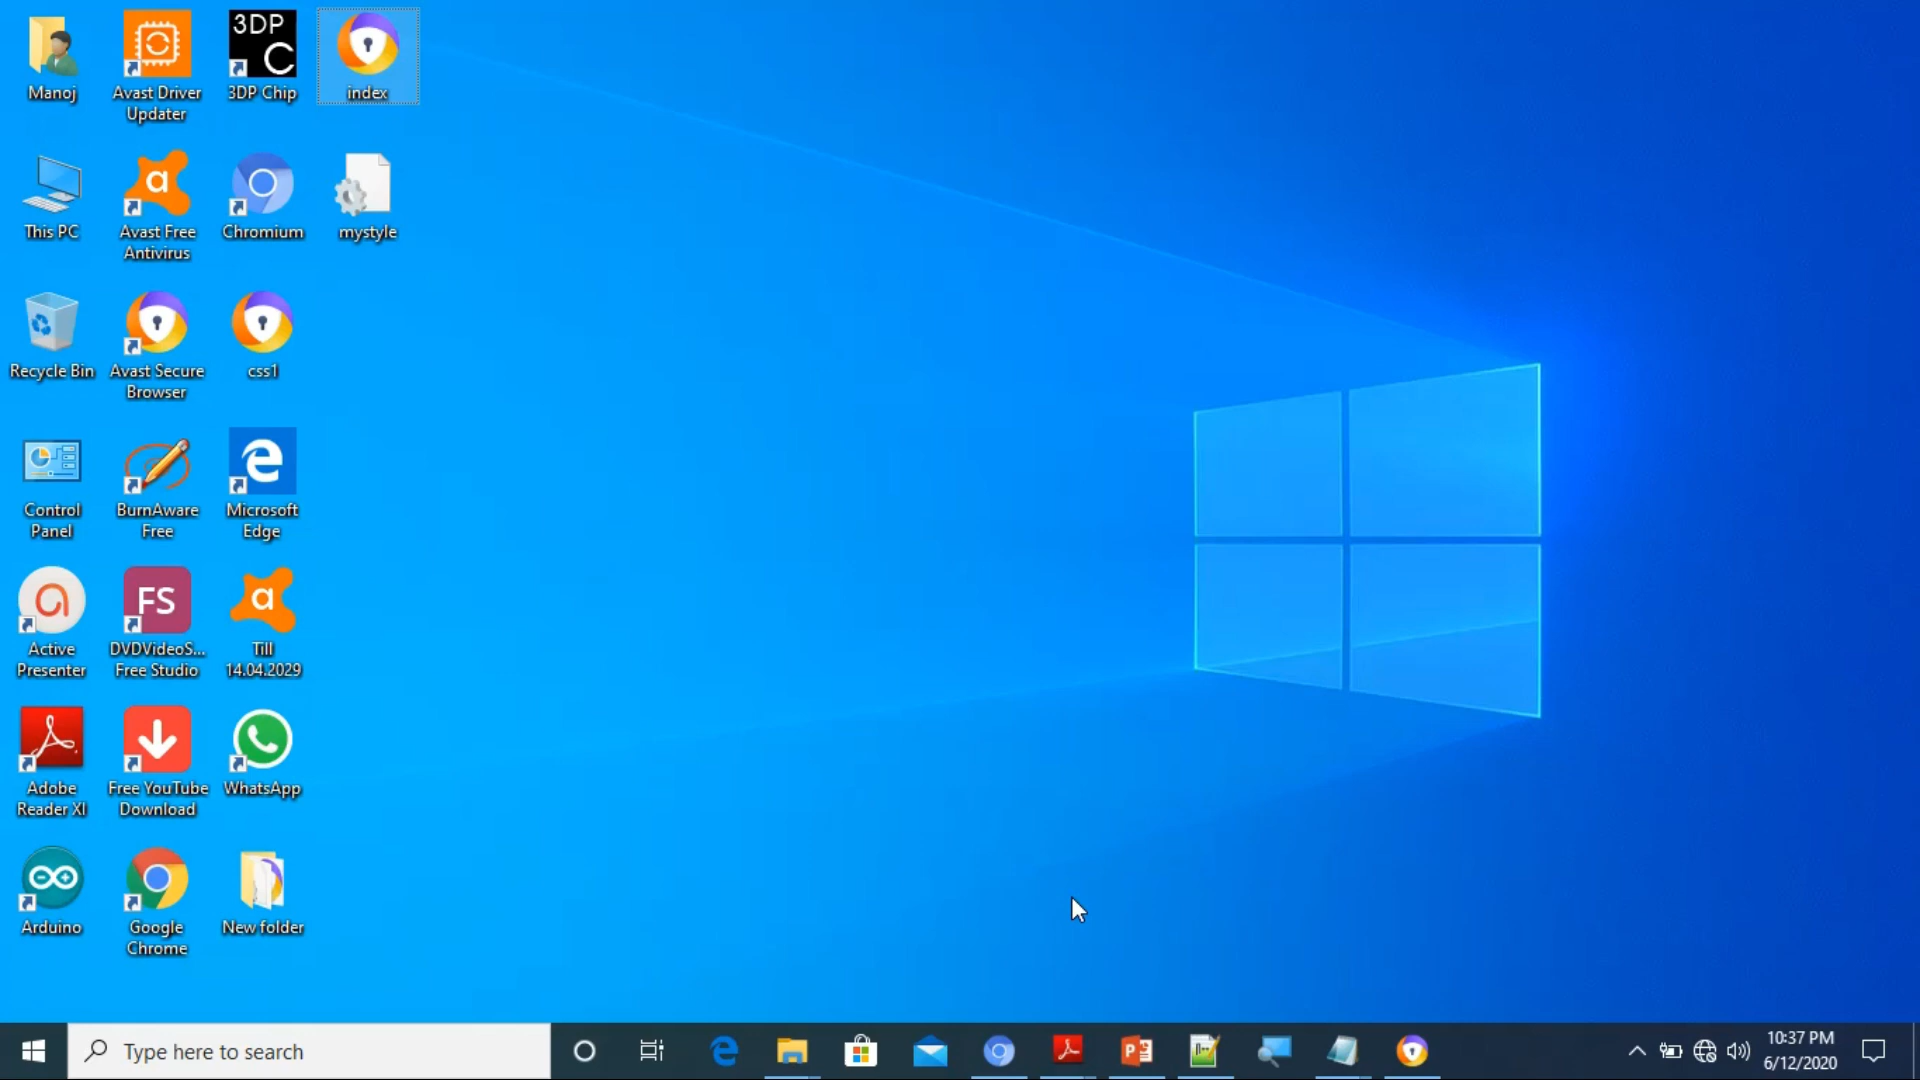 Manoj
Avast Driver
Updater
3DP
C
3DP Chip
index
This PC
a
Avast Free
Antivirus
Chromium
mystyle
Recycle Bin
Avast Secure
Browser
css1
Control
Panel
BurnAware
Free
Microsoft
Edge
Active
Presenter
FS
DVDVideoS...
Free Studio
a
Till
14.04.2029
Adobe
Reader XI
Free YouTube
Download
WhatsApp
Arduino
Google
Chrome
New folder
Type here to search
10:37 PM
6/12/2020